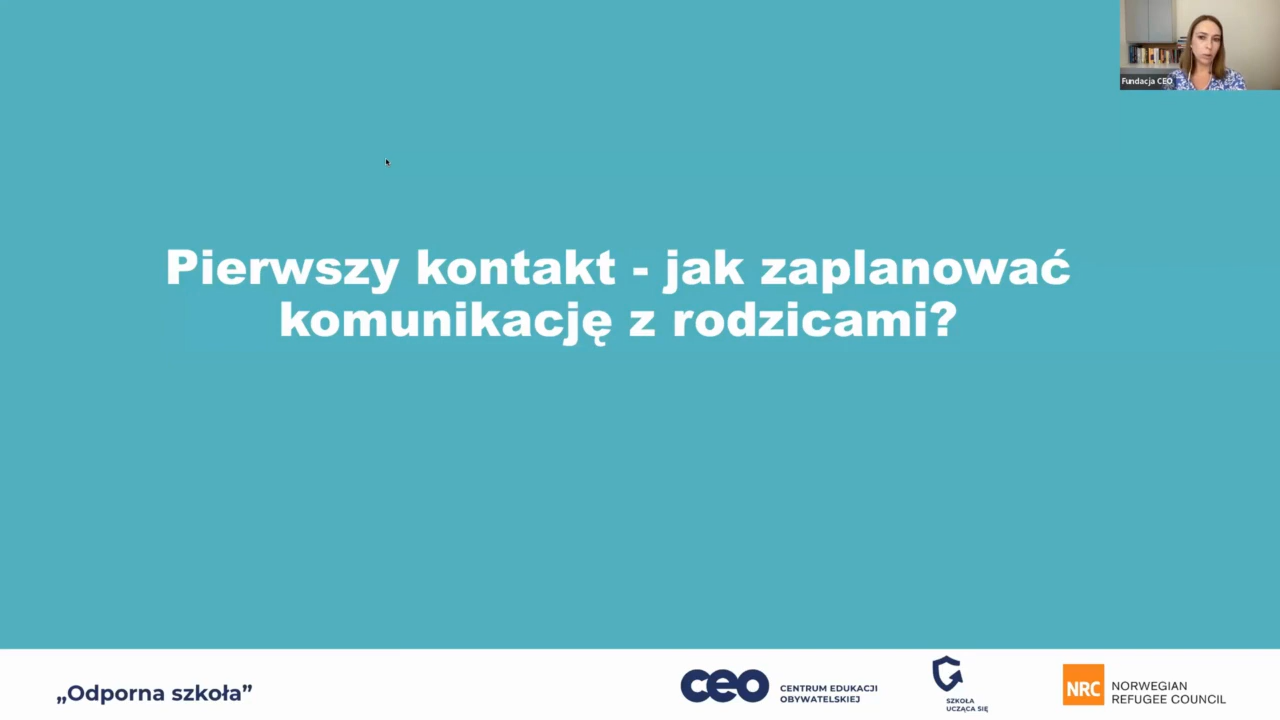 Fundacja CEO
Pierwszy kontakt - jak zaplanować
komunikację z rodzicami?
„Odporna szkoła”
ceo
CENTRUM EDUKACJI
OBYWATELSKIEJ
SZKOŁA
UCZĄCA SIĘ
NRC
NORWEGIAN
REFUGEE COUNCIL